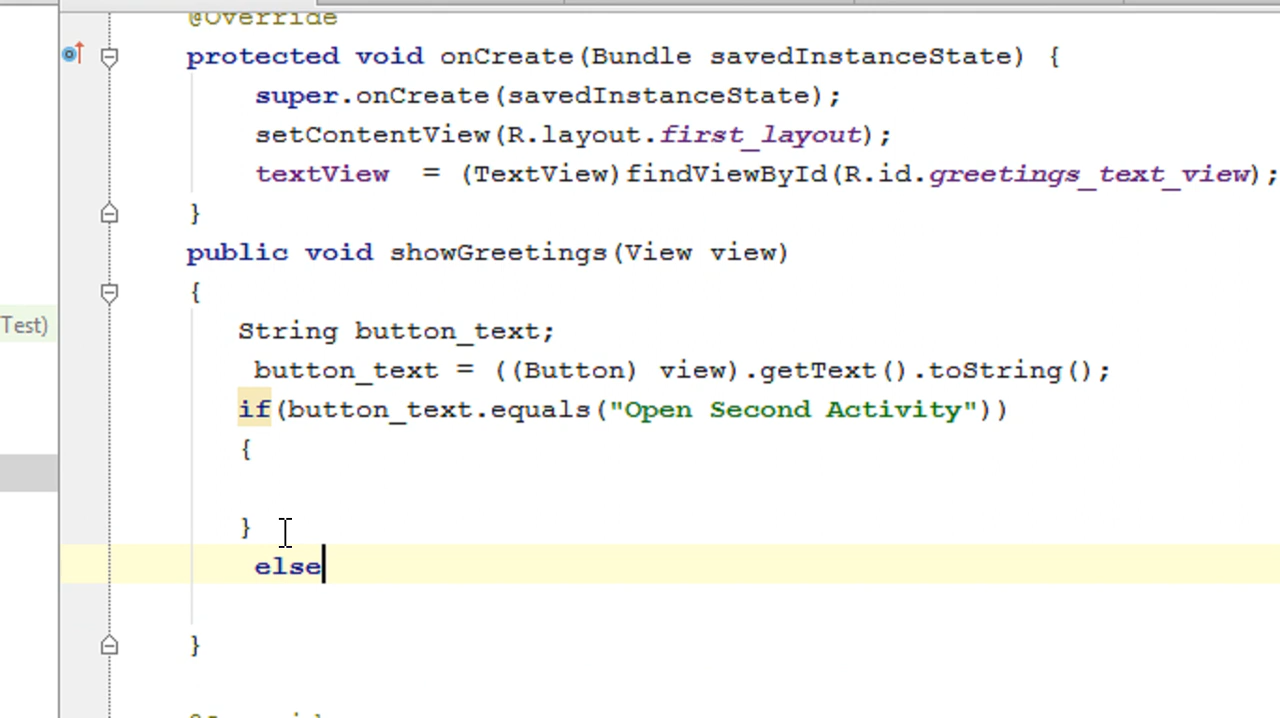 @Override
protected void onCreate(Bundle savedInstanceState) {
super.onCreate(savedInstanceState);
setContentView(R.layout.first_layout);
textView = (TextView)findViewById(R.id.greetings_text_view);
}
public void showGreetings(View view)
{
Test)
String button_text;
button_text = ((Button) view).getText().toString();
if(button_text.equals("Open Second Activity"))
{
}
else
}